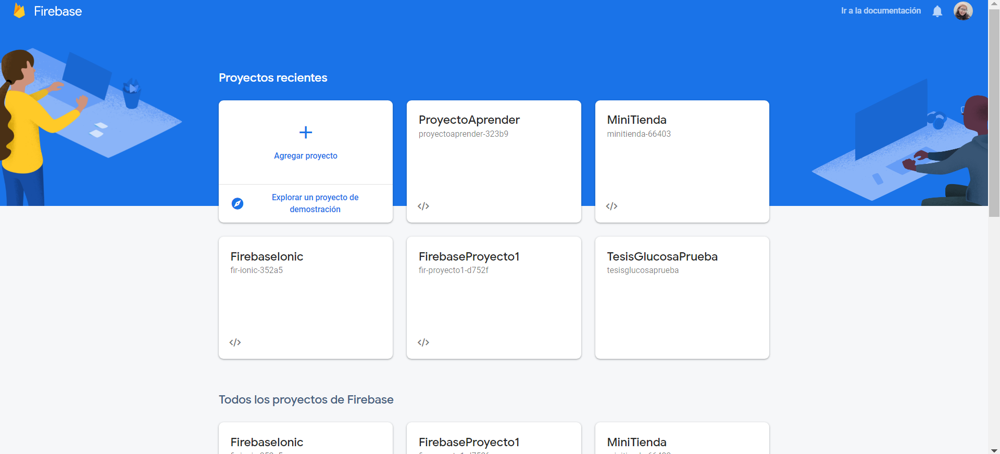 Firebase
Ir a la documentación
Proyectos recientes
Agregar proyecto
Explorar un proyecto de
demostración
ProyectoAprender
proyectoaprender-323b9
MiniTienda
minitienda-66403
FirebaseIonic
fir-ionic-352a5
FirebaseProyecto1
fir-proyecto1-d752f
TesisGlucosaPrueba
tesisglucosaprueba
Todos los proyectos de Firebase
FirebaseIonic
FirebaseProyecto1
MiniTienda